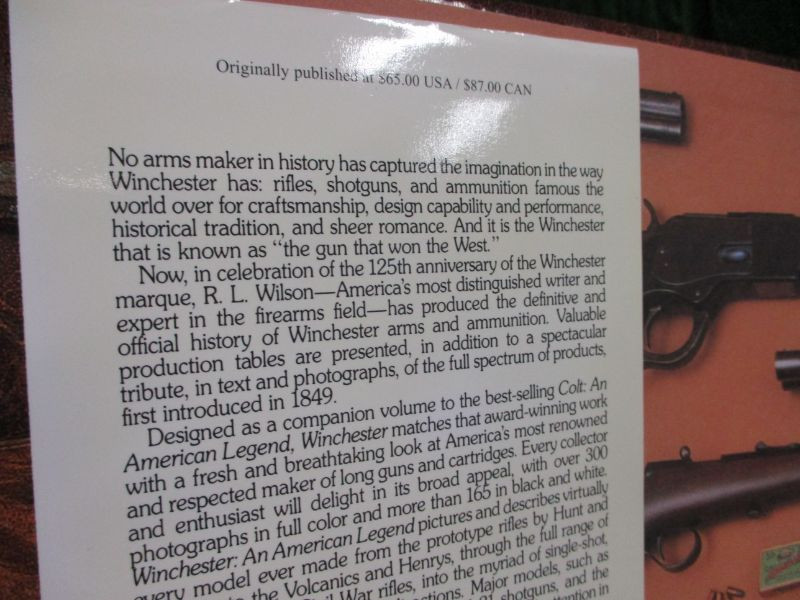 Originally published at $65.00 USA / $87.00 CAN
No arms maker in history has captured the imagination in the way
Winchester has: rifles, shotguns, and ammunition famous the
world over for craftsmanship, design capability and performance,
historical tradition, and sheer romance. And it is the Winchester
that is known as “the gun that won the West.”
Now, in celebration of the 125th anniversary of the Winchester
marque, R. L. Wilson—America's most distinguished writer and
expert in the firearms field—has produced the definitive and
official history of Winchester arms and ammunition. Valuable
production tables are presented, in addition to a spectacular
tribute, in text and photographs, of the full spectrum of products,
first introduced in 1849.
Designed as a companion volume to the best-selling Colt: An
American Legend, Winchester matches that award-winning work
with a fresh and breathtaking look at America's most renowned
and respected maker of long guns and cartridges. Every collector
and enthusiast will delight in its broad appeal, with over 300
photographs in full color and more than 165 in black and white.
Winchester: An American Legend pictures and describes virtually
every model ever made from the prototype rifles by Hunt and
to the Volcanics and Henrys, through the full range of
Civil War rifles, into the myriad of single-shot,
actions. Major models, such as
21 shotguns, and the
attention in